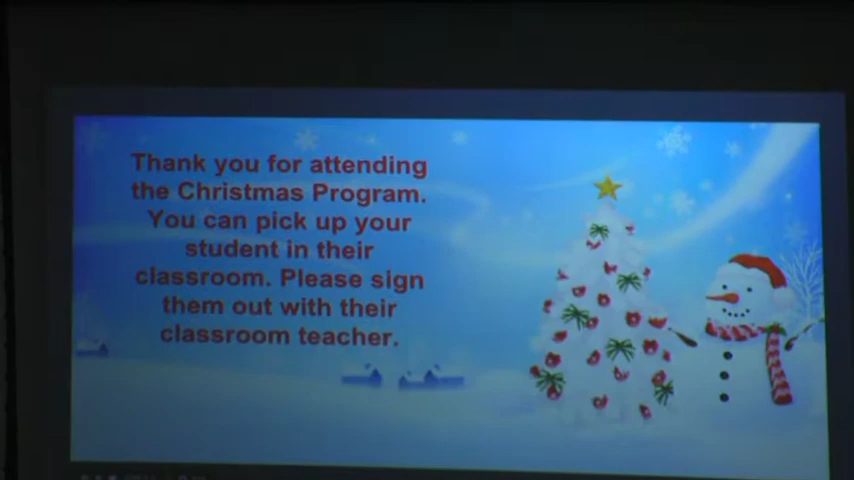 Thank you for attending
the Christmas Program.
You can pick up your
student in their
classroom. Please sign
them out with their
classroom teacher.